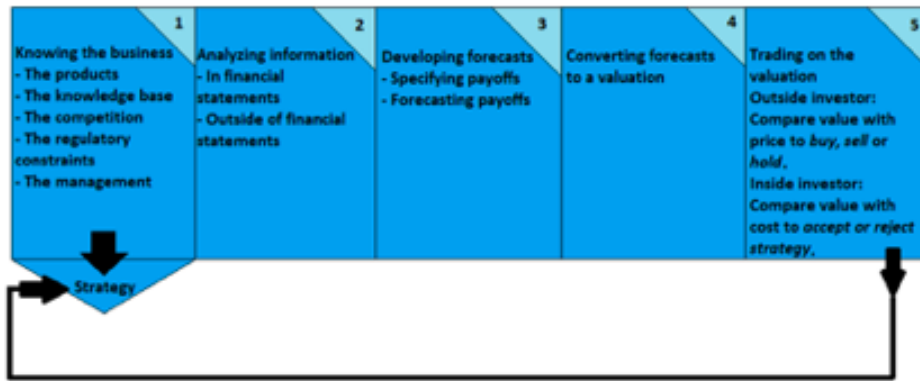 1
Knowing the business
- The products
- The knowledge base
- The competition
- The regulatory
constraints
- The management
Strategy
2
Analyzing information
- In financial
statements
- Outside of financial
statements
3
Developing forecasts
- Specifying payoffs
- Forecasting payoffs
4
Converting forecasts
to a valuation
5
Trading on the
valuation
Outside investor:
Compare value with
price to buy, sell or
hold.
Inside investor:
Compare value with
cost to accept or reject
strategy.